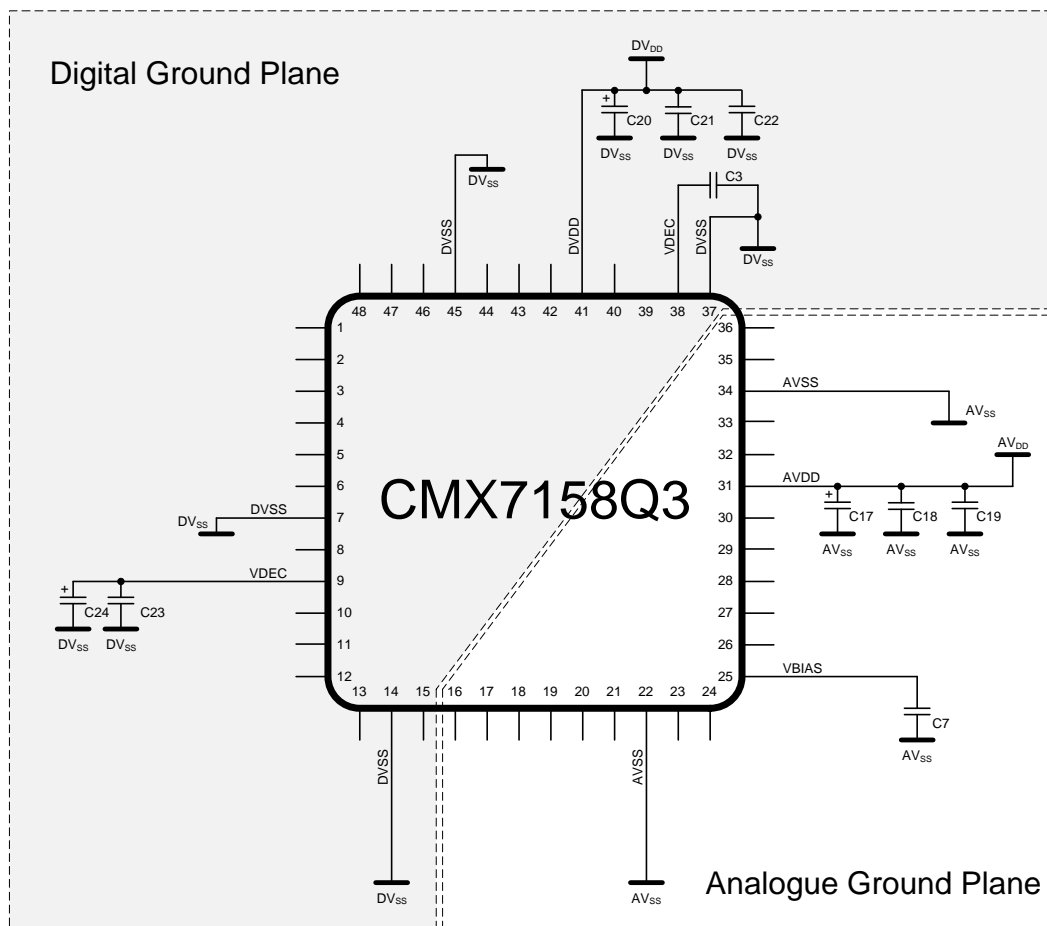 DVDD
Digital Ground Plane
+
C20
C21
C22
DVSS
DVSS
DVSS
C3
DVSS
DVSS
DVDD
VDEC
DVSS
DVSS
48 47 46 45 44 43 42 41 40 39 38 37
1
2
3
4
5
6
7
8
9
10
11
12
36
35
34
33
32
31
30
29
28
27
26
25
AVSS
AVSS
AVDD
AVDD
+
C17
C18
C19
AVSS
AVSS
AVSS
CMX7158Q3
DVSS
DVSS
VDEC
+
C24
C23
DVSS
DVSS
VBIAS
C7
AVSS
13 14 15 16 17 18 19 20 21 22 23 24
DVSS
AVSS
DVSS
AVSS
Analogue Ground Plane